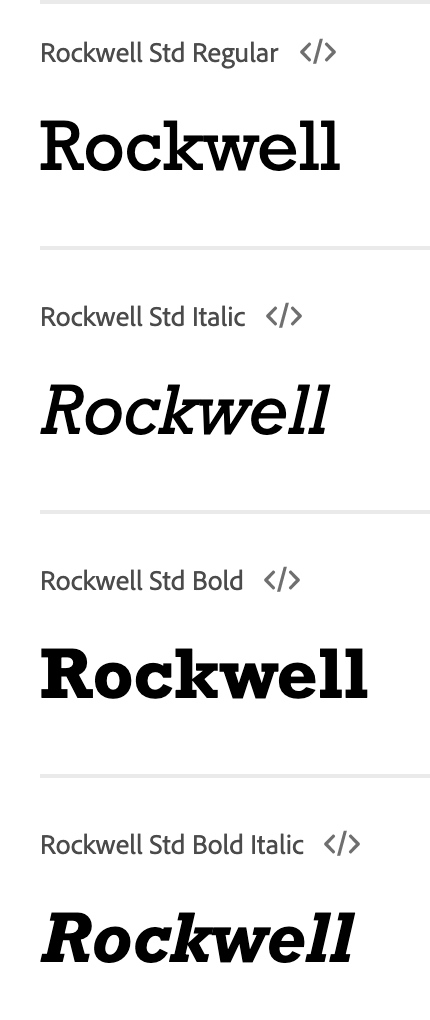 Rockwell Std Regular </>
Rockwell
Rockwell Std Italic </>
Rockwell
Rockwell Std Bold </>
Rockwell
Rockwell Std Bold Italic </>
Rockwell